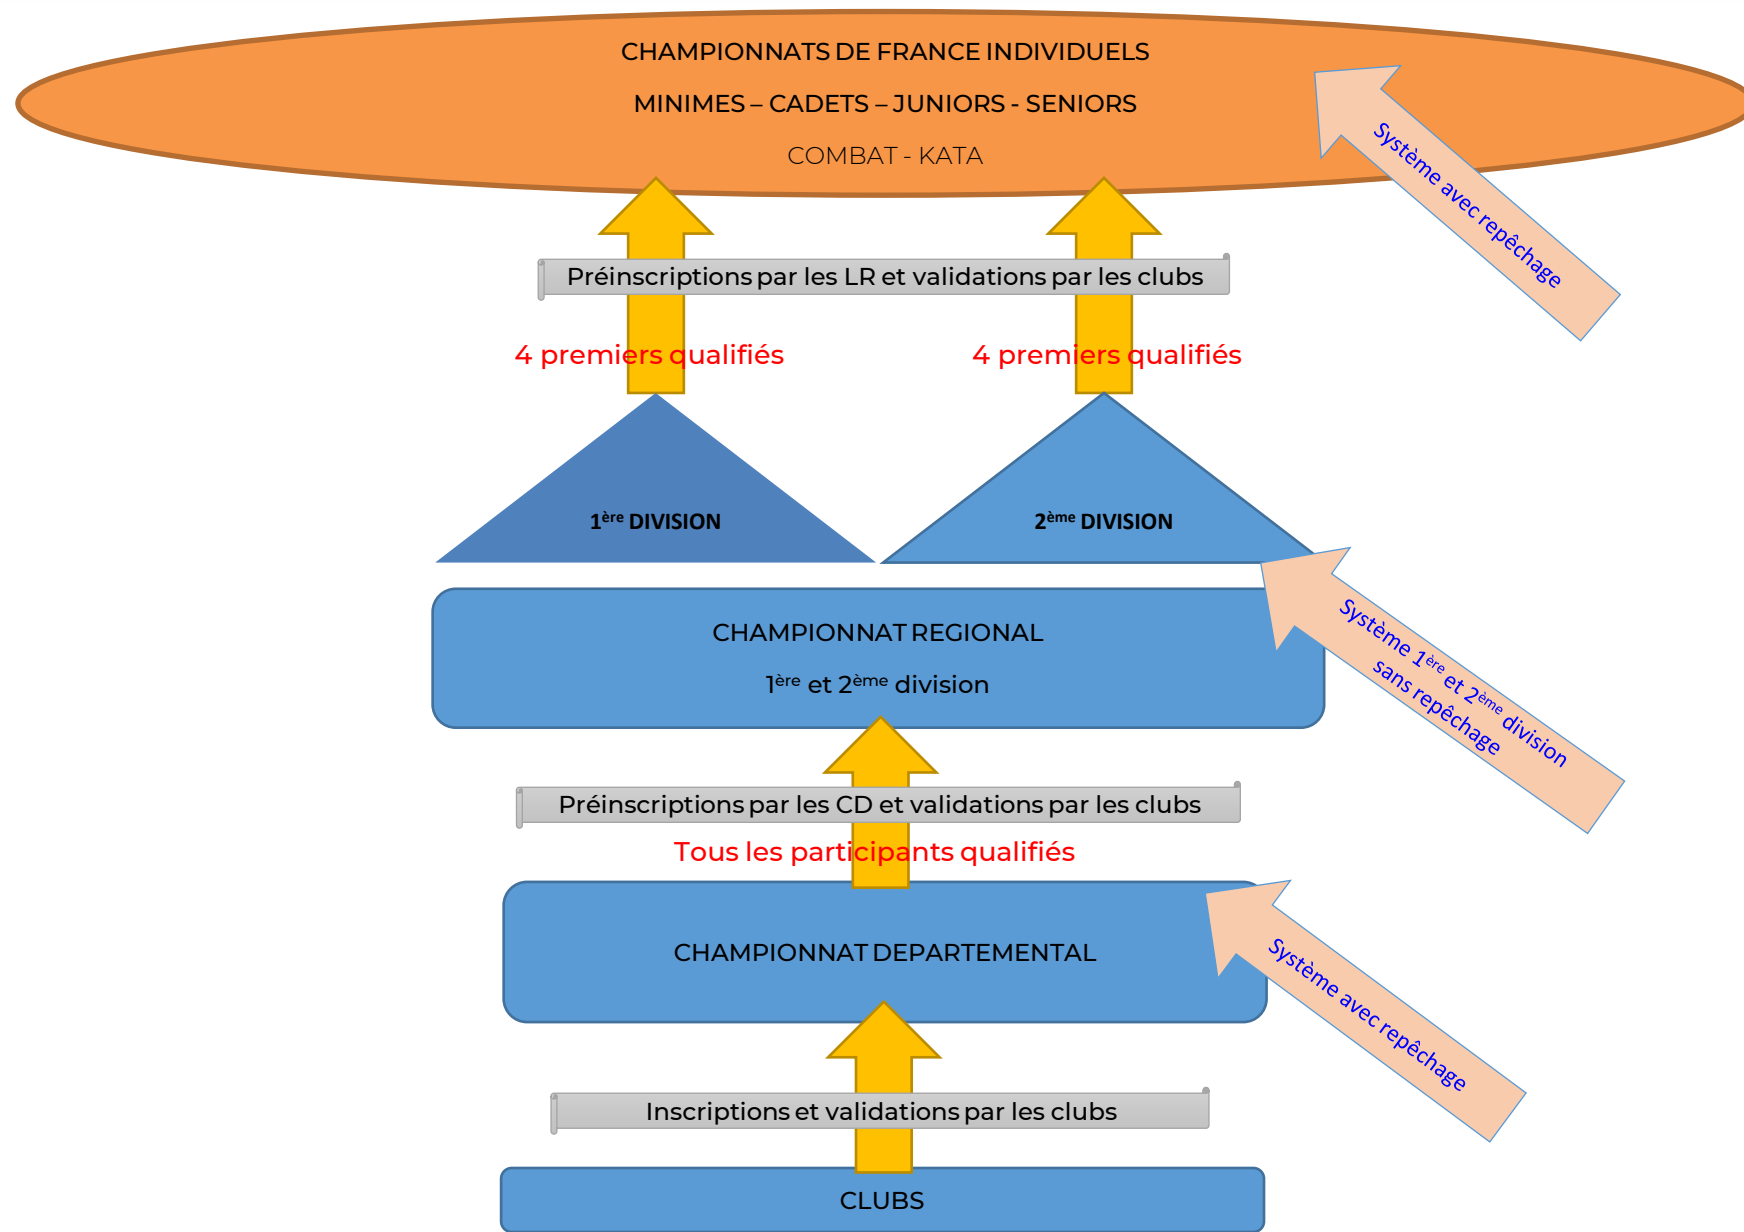 CHAMPIONNATS DE FRANCE INDIVIDUELS
MINIMES – CADETS – JUNIORS - SENIORS
COMBAT - KATA
Système avec repêchage
Préinscriptions par les LR et validations par les clubs
4 premiers qualifiés
4 premiers qualifiés
1ère DIVISION
2ème DIVISION
CHAMPIONNAT REGIONAL
1ère et 2ème division
Système 1ère et 2ème division
sans repêchage
Préinscriptions par les CD et validations par les clubs
Tous les participants qualifiés
CHAMPIONNAT DEPARTEMENTAL
Système avec repêchage
Inscriptions et validations par les clubs
CLUBS